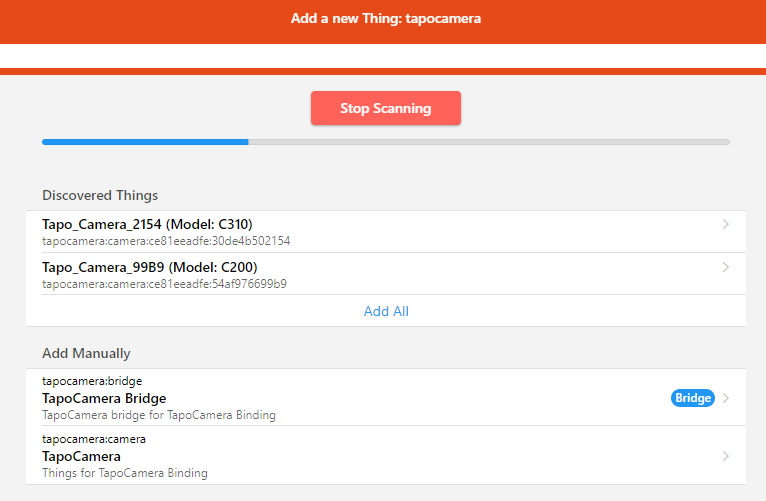 Add a new Thing: tapocamera
Stop Scanning
Discovered Things
Tapo_Camera_2154 (Model: C310)
tapocamera:camera:ce81eeadfe:30de4b502154
Tapo_Camera_99B9 (Model: C200)
tapocamera:camera:ce81eeadfe:54af976699b9
Add All
Add Manually
tapocamera:bridge
TapoCamera Bridge
Bridge
TapoCamera bridge for TapoCamera Binding
tapocamera:camera
TapoCamera
Things for TapoCamera Binding